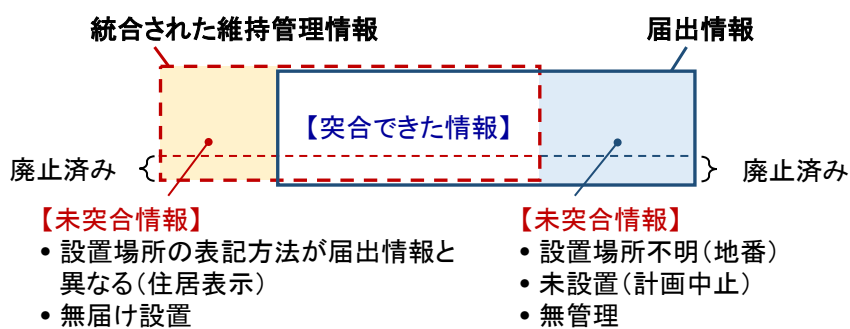 統合された維持管理情報
届出情報
【突合できた情報】
廃止済み
廃止済み
【未突合情報】
• 設置場所の表記方法が届出情報と
異なる(住居表示)
• 無届け設置
【未突合情報】
• 設置場所不明(地番)
• 未設置(計画中止)
• 無管理